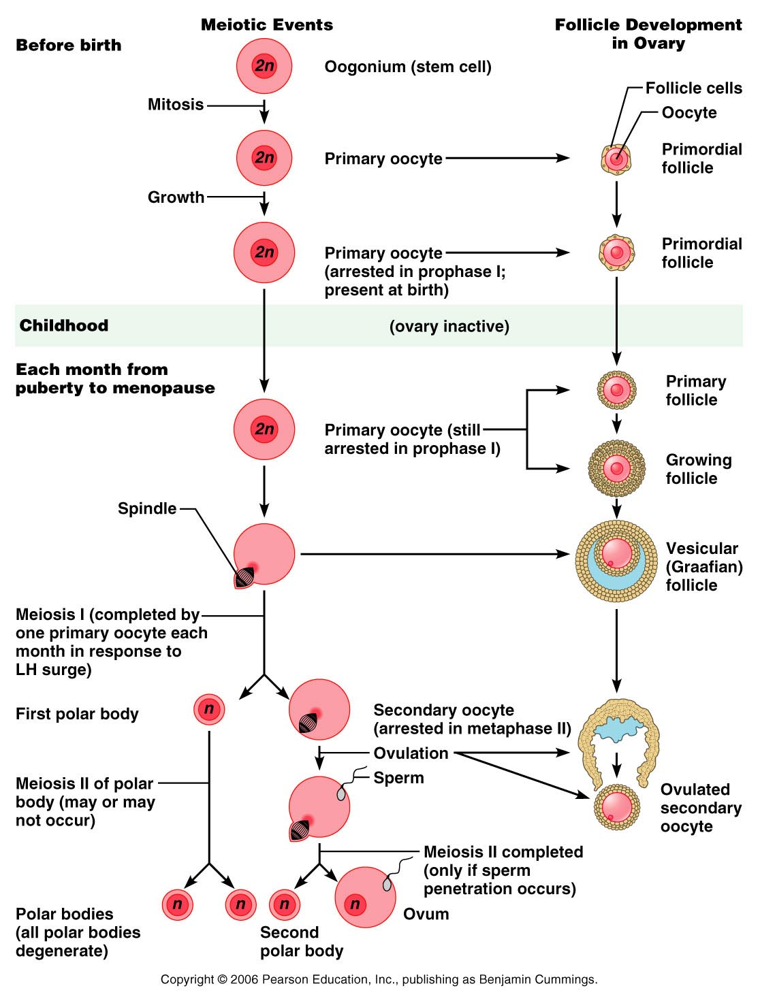 Meiotic Events
Follicle Development
in Ovary
Before birth
2n
Oogonium (stem cell)
Follicle cells
Mitosis
Oocyte
2n
Primary oocyte
Primordial
follicle
Growth
2n
Primary oocyte
(arrested in prophase I;
present at birth)
Primordial
follicle
Childhood
(ovary inactive)
Each month from
puberty to menopause
Primary
follicle
2n
Primary oocyte (still
arrested in prophase I)
Growing
follicle
Spindle
Vesicular
(Graafian)
follicle
Meiosis I (completed by
one primary oocyte each
month in response to
LH surge)
First polar body
n
Secondary oocyte
(arrested in metaphase II)
Ovulation
Sperm
Meiosis II of polar
body (may or may
not occur)
Ovulated
secondary
oocyte
Meiosis II completed
(only if sperm
penetration occurs)
n
n
n
n
Polar bodies
(all polar bodies
degenerate)
Second
polar body
Ovum
Copyright © 2006 Pearson Education, Inc., publishing as Benjamin Cummings.